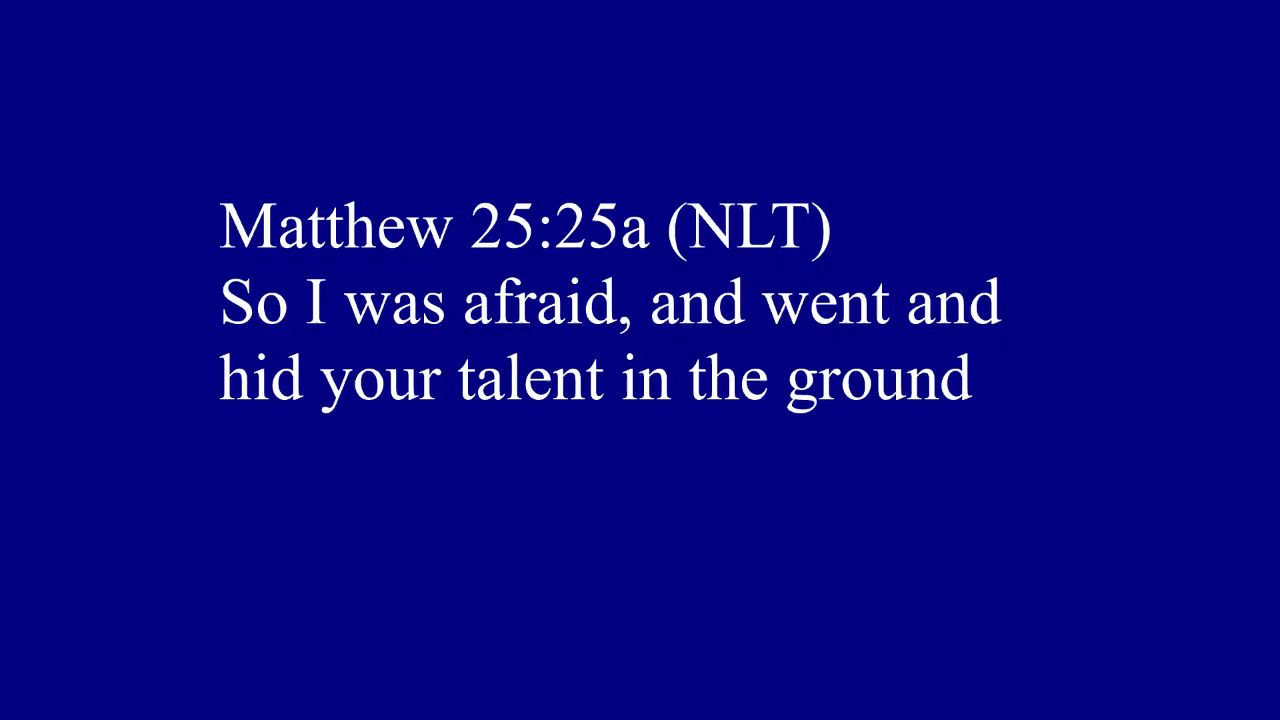 Matthew 25:25a (NLT)
So I was afraid, and went and
hid your talent in the ground